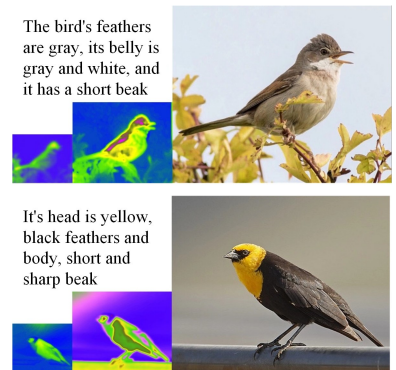 The bird's feathers
are gray, its belly is
gray and white, and
it has a short beak
It's head is yellow,
black feathers and
body, short and
sharp beak